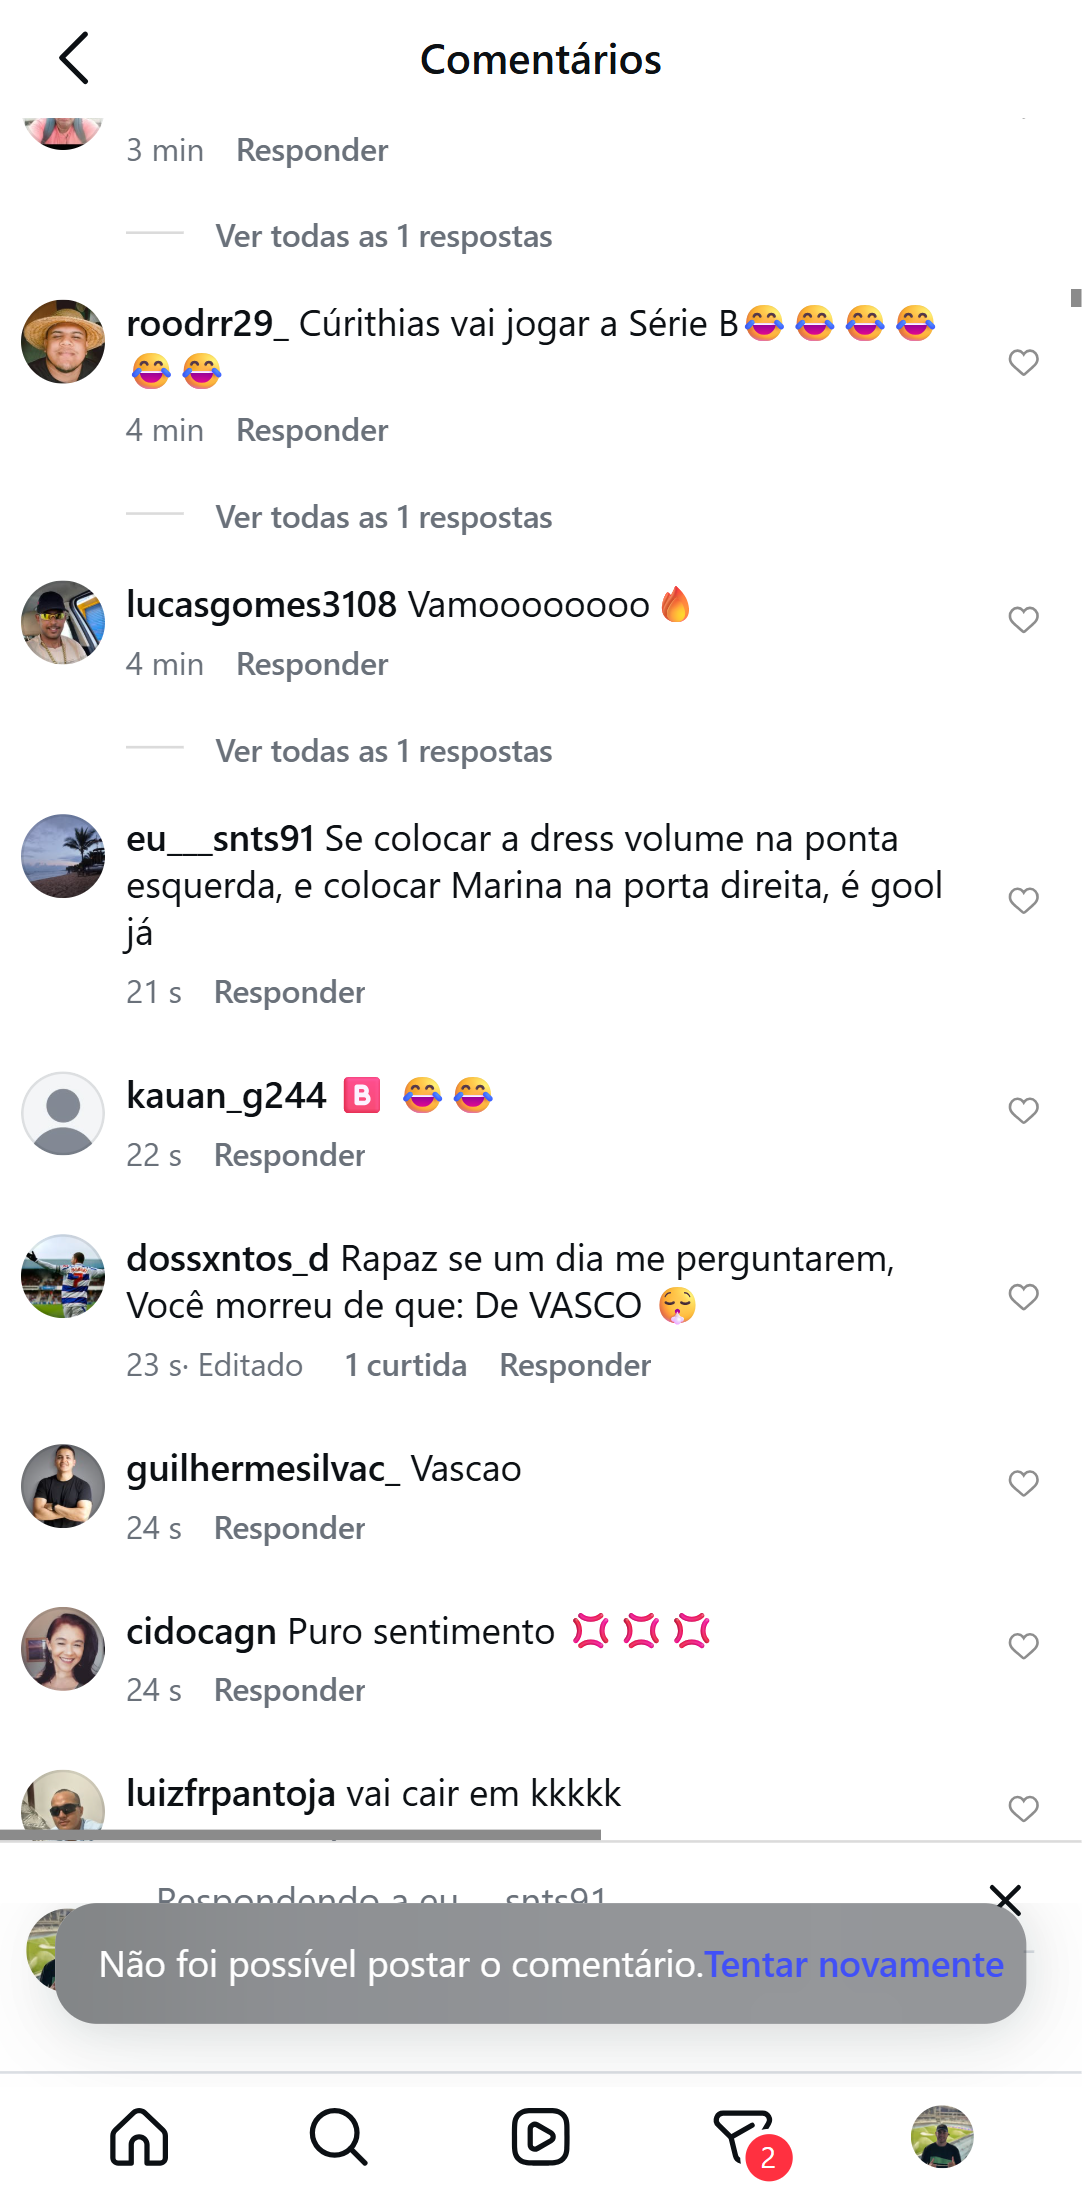 Comentários
3 min Responder
Ver todas as 1 respostas
roodrr29_ Cúrithias vai jogar a Série B😂😂😂😂
😂😂
4 min Responder
Ver todas as 1 respostas
lucasgomes3108 Vamoooooooo🔥
4 min Responder
Ver todas as 1 respostas
eu___snts91 Se colocar a dress volume na ponta
esquerda, e colocar Marina na porta direita, é gool
já
21 s Responder
kauan_g244 🅱️ 😂😂
22 s Responder
dossxntos_d Rapaz se um dia me perguntarem,
Você morreu de que: De VASCO 😮‍💨
23 s· Editado 1 curtida Responder
guilhermesilvac_ Vascao
24 s Responder
cidocagn Puro sentimento 💢💢💢
24 s Responder
luizfrpantoja vai cair em kkkkk
Respondendo a eu___snts91
Não foi possível postar o comentário.Tentar novamente
2